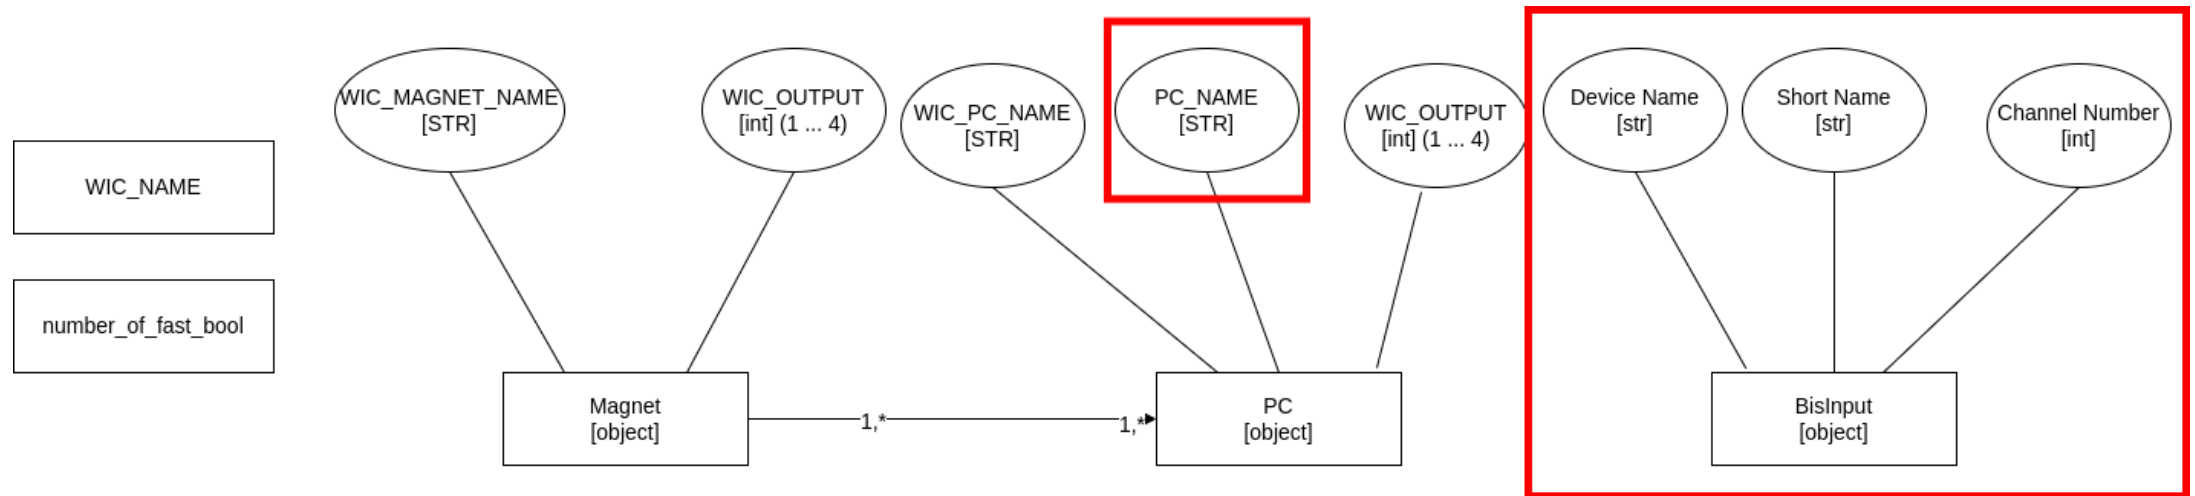 WIC_NAME
number_of_fast_bool
WIC_MAGNET_NAME
[STR]
WIC_OUTPUT
[int] (1 ... 4)
Magnet
[object]
1,*
1,*
WIC_PC_NAME
[STR]
PC_NAME
[STR]
WIC_OUTPUT
[int] (1 ... 4)
PC
[object]
Device Name
[str]
Short Name
[str]
Channel Number
[int]
BisInput
[object]